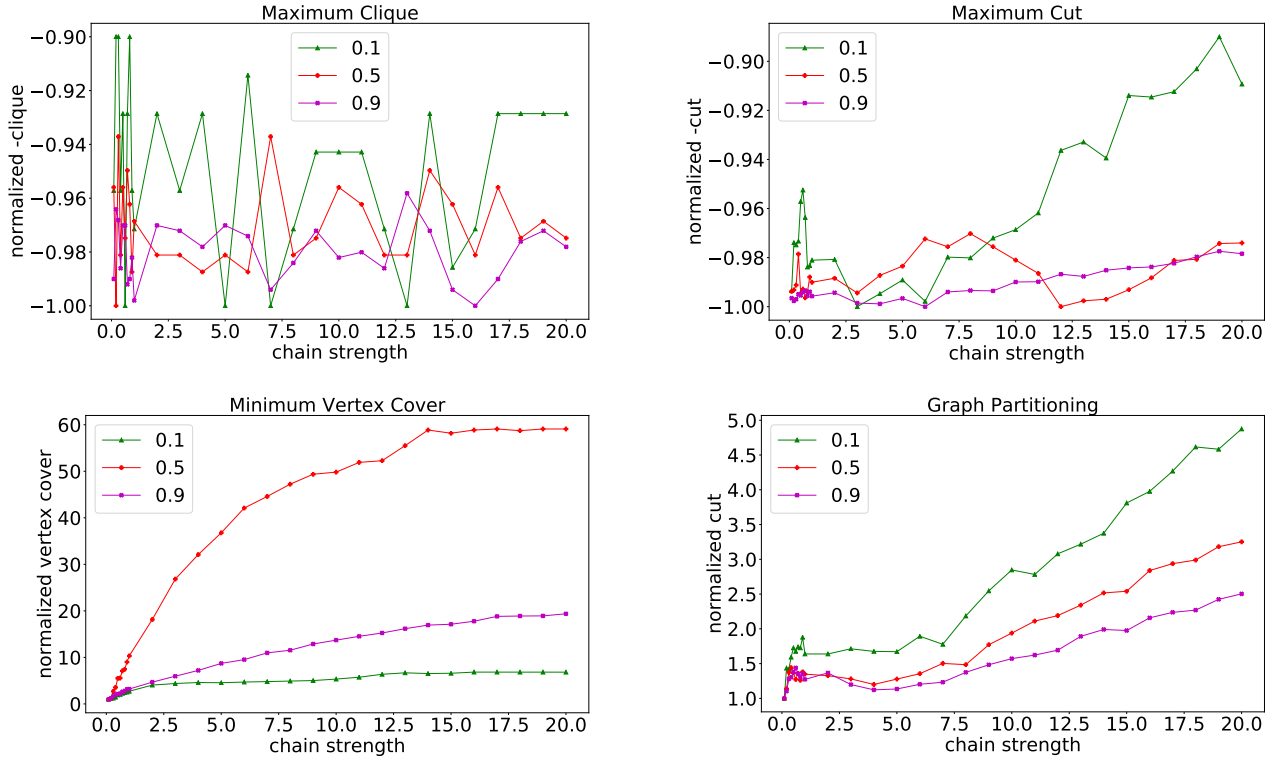 Maximum Clique
normalized -clique
−0.90
−0.92
−0.94
−0.96
−0.98
−1.00
0.1
0.5
0.9
0.0 2.5 5.0 7.5 10.0 12.5 15.0 17.5 20.0
chain strength
Maximum Cut
normalized -cut
−0.90
−0.92
−0.94
−0.96
−0.98
−1.00
0.1
0.5
0.9
0.0 2.5 5.0 7.5 10.0 12.5 15.0 17.5 20.0
chain strength
Minimum Vertex Cover
normalized vertex cover
60
50
40
30
20
10
0
0.1
0.5
0.9
0.0 2.5 5.0 7.5 10.0 12.5 15.0 17.5 20.0
chain strength
Graph Partitioning
normalized cut
5.0
4.5
4.0
3.5
3.0
2.5
2.0
1.5
1.0
0.1
0.5
0.9
0.0 2.5 5.0 7.5 10.0 12.5 15.0 17.5 20.0
chain strength